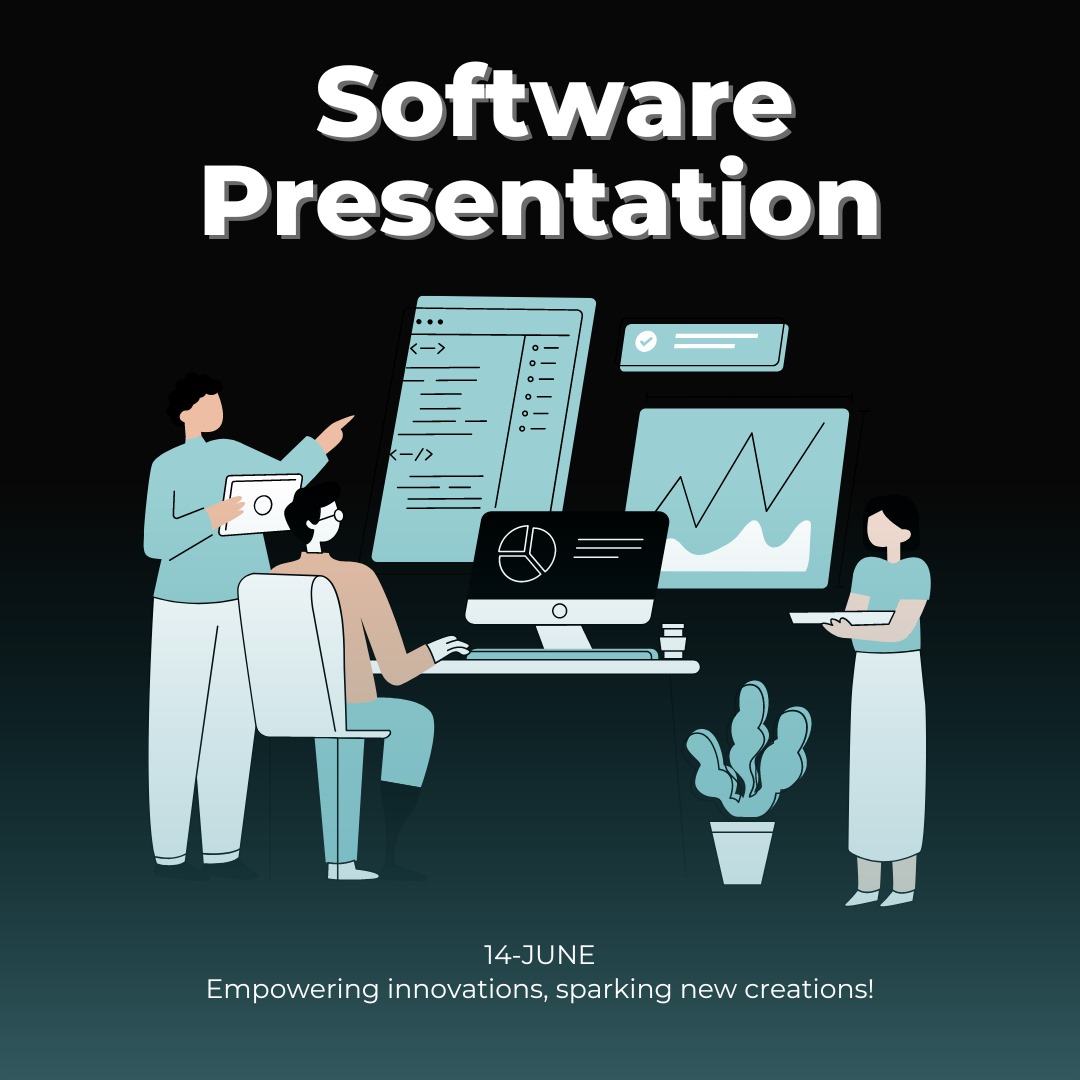 Software
Presentation
<—>
<—/>
14-JUNE
Empowering innovations, sparking new creations!